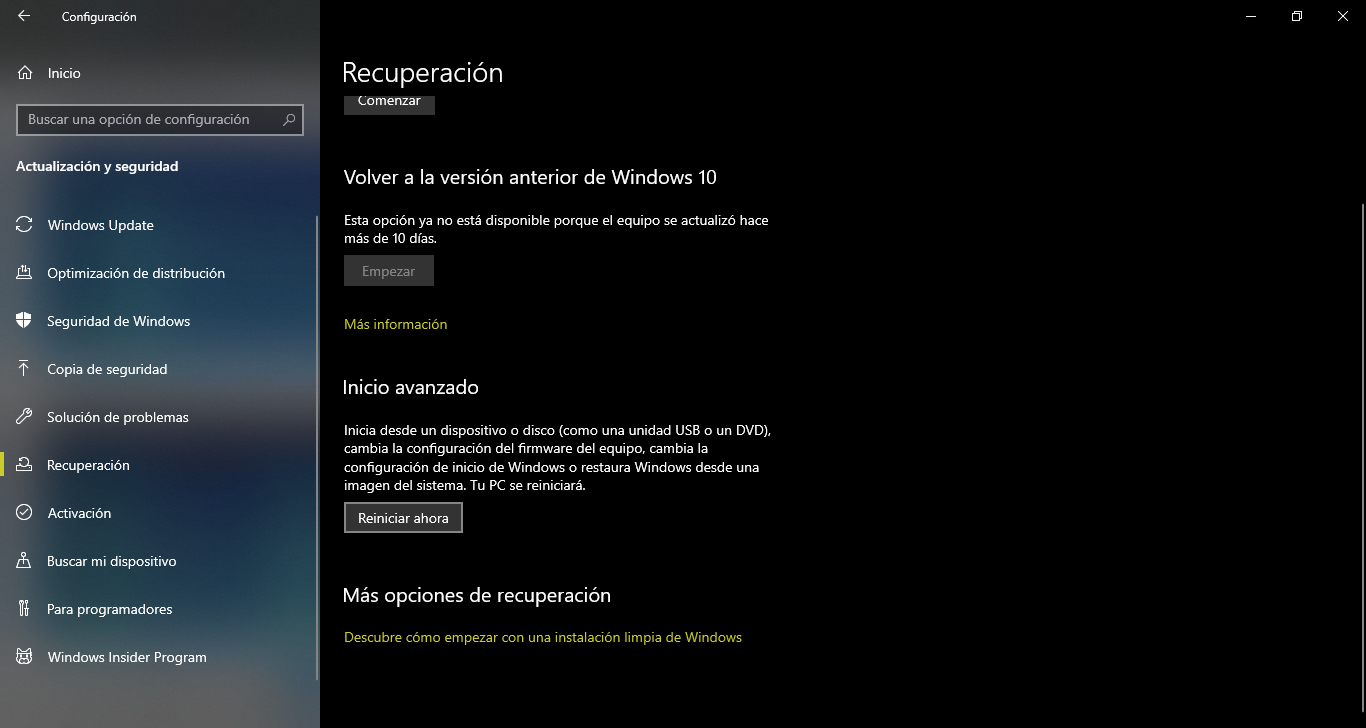 Configuración
Inicio
Buscar una opción de configuración
Actualización y seguridad
Windows Update
Optimización de distribución
Seguridad de Windows
Copia de seguridad
Solución de problemas
Recuperación
Activación
Buscar mi dispositivo
Para programadores
Windows Insider Program
Recuperación
Comenzar
Volver a la versión anterior de Windows 10
Esta opción ya no está disponible porque el equipo se actualizó hace
más de 10 días.
Empezar
Más información
Inicio avanzado
Inicia desde un dispositivo o disco (como una unidad USB o un DVD),
cambia la configuración del firmware del equipo, cambia la
configuración de inicio de Windows o restaura Windows desde una
imagen del sistema. Tu PC se reiniciará.
Reiniciar ahora
Más opciones de recuperación
Descubre cómo empezar con una instalación limpia de Windows